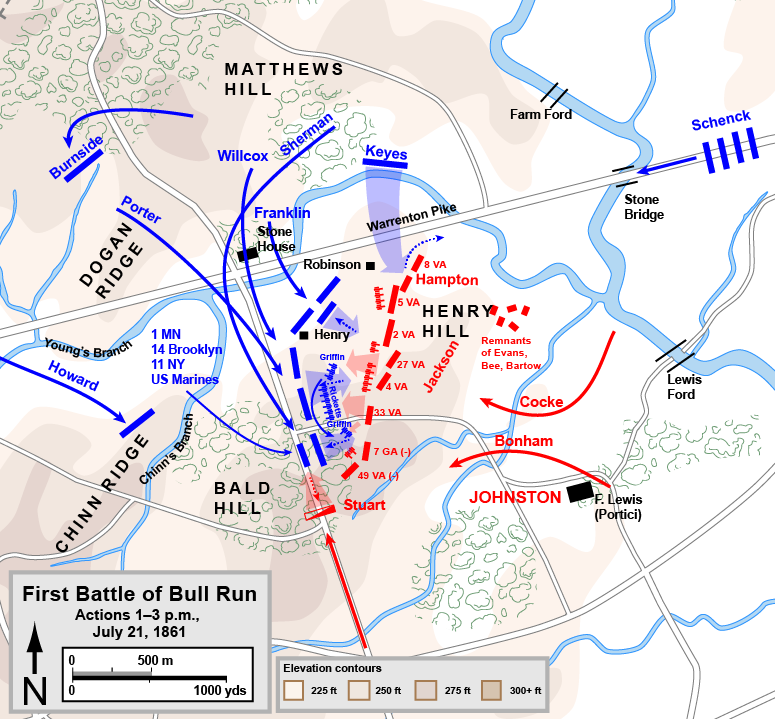 MATTHEWS
HILL
Farm Ford
Schenck
Sherman
Burnside
Willcox
Keyes
Stone
Bridge
Porter
Franklin
Warrenton Pike
Stone
House
DOGAN
RIDGE
Robinson
8 VA
Hampton
5 VA
HENRY
HILL
1 MN
14 Brooklyn
11 NY
US Marines
Henry
2 VA
Remnants
of Evans,
Bee, Bartow
Young's Branch
Griffin
27 VA
Jackson
Howard
4 VA
Lewis
Ford
Ricketts
Cocke
33 VA
Griffin
Chinn's Branch
Bonham
7 GA (-)
CHINN RIDGE
49 VA (-)
BALD
HILL
Stuart
JOHNSTON
F. Lewis
(Portici)
First Battle of Bull Run
Actions 1–3 p.m.,
July 21, 1861
N
0 500 m
0 1000 yds
Elevation contours
225 ft 250 ft 275 ft 300+ ft